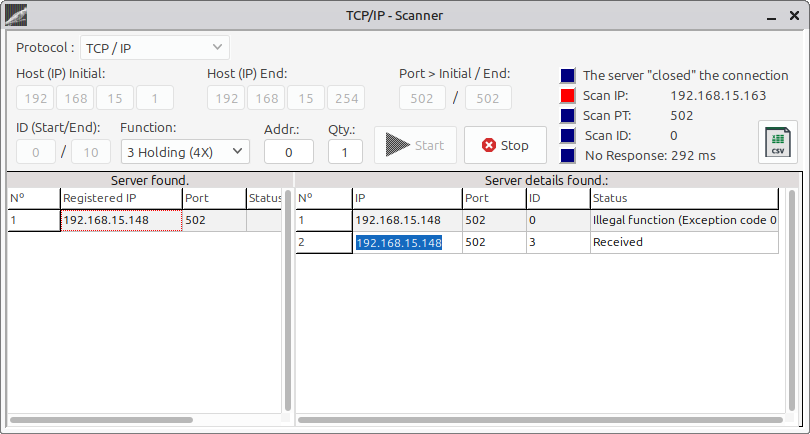 TCP/IP - Scanner
Protocol : TCP / IP
Host (IP) Initial: Host (IP) End: Port > Initial / End: The server "closed" the connection
192 168 15 1 192 168 15 254 502 / 502 Scan IP: 192.168.15.163
Scan PT: 502
ID (Start/End): Function: Addr.: Qty.: Scan ID: 0
0 / 10 3 Holding (4X) 0 1 Start Stop No Response: 292 ms CSV
Server found. Server details found.:
Nº Registered IP Port Status Nº IP Port ID Status
1 192.168.15.148 502 1 192.168.15.148 502 0 Illegal function (Exception code 0
2 192.168.15.148 502 3 Received